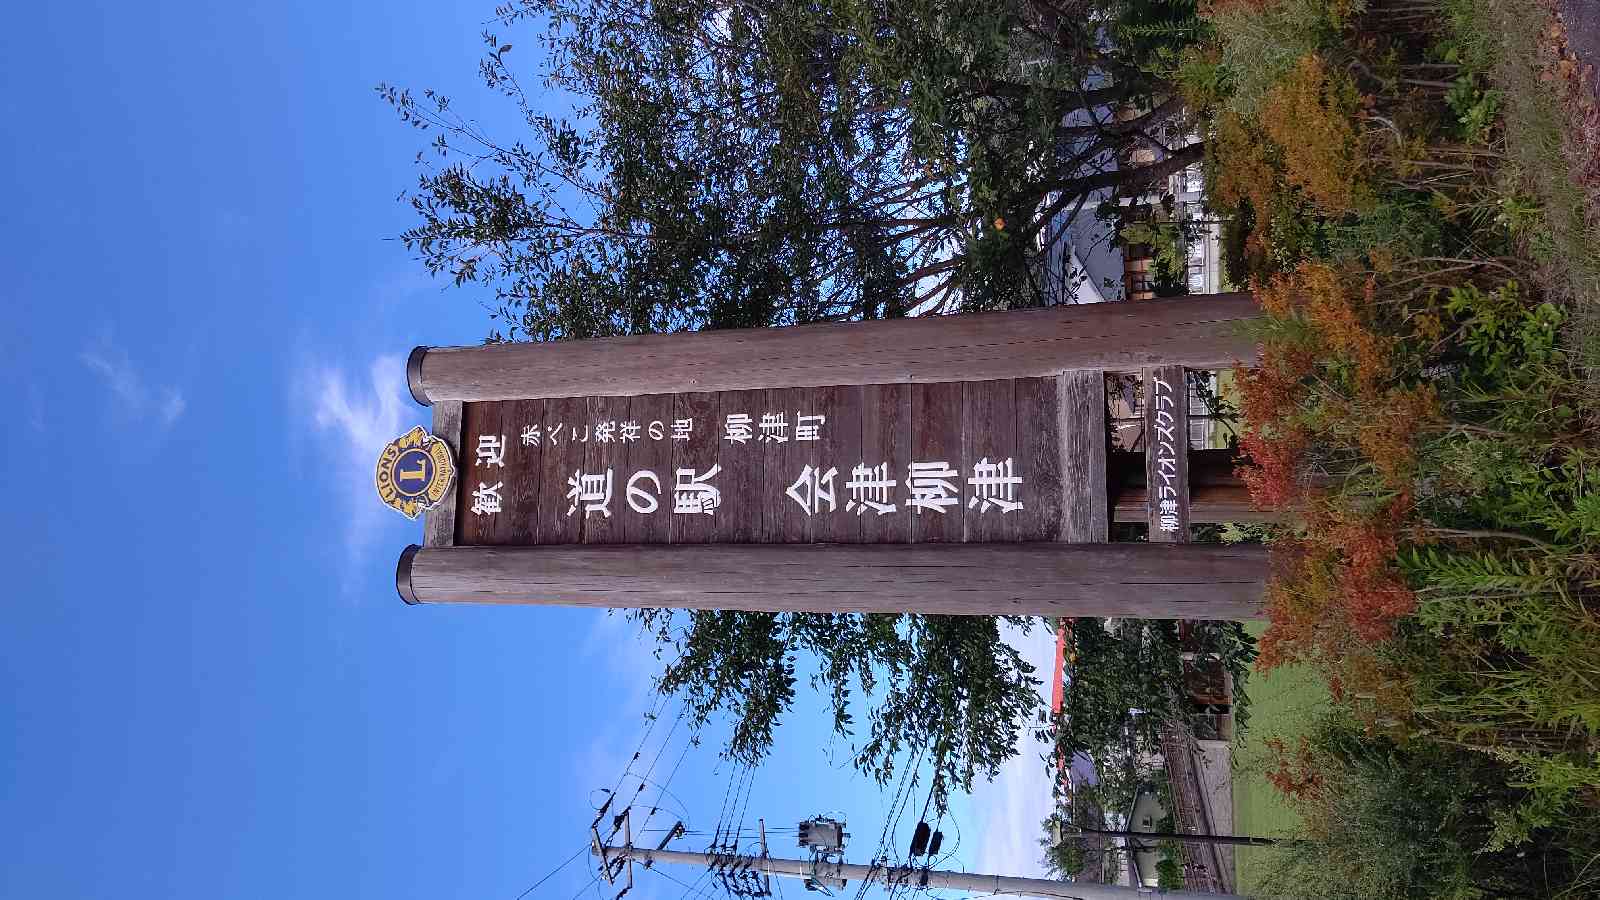 LIONS
L
INTERNATIONAL
歓迎
赤べこ発祥の地 柳津町
道の駅 会津柳津
柳津ライオンズクラブ